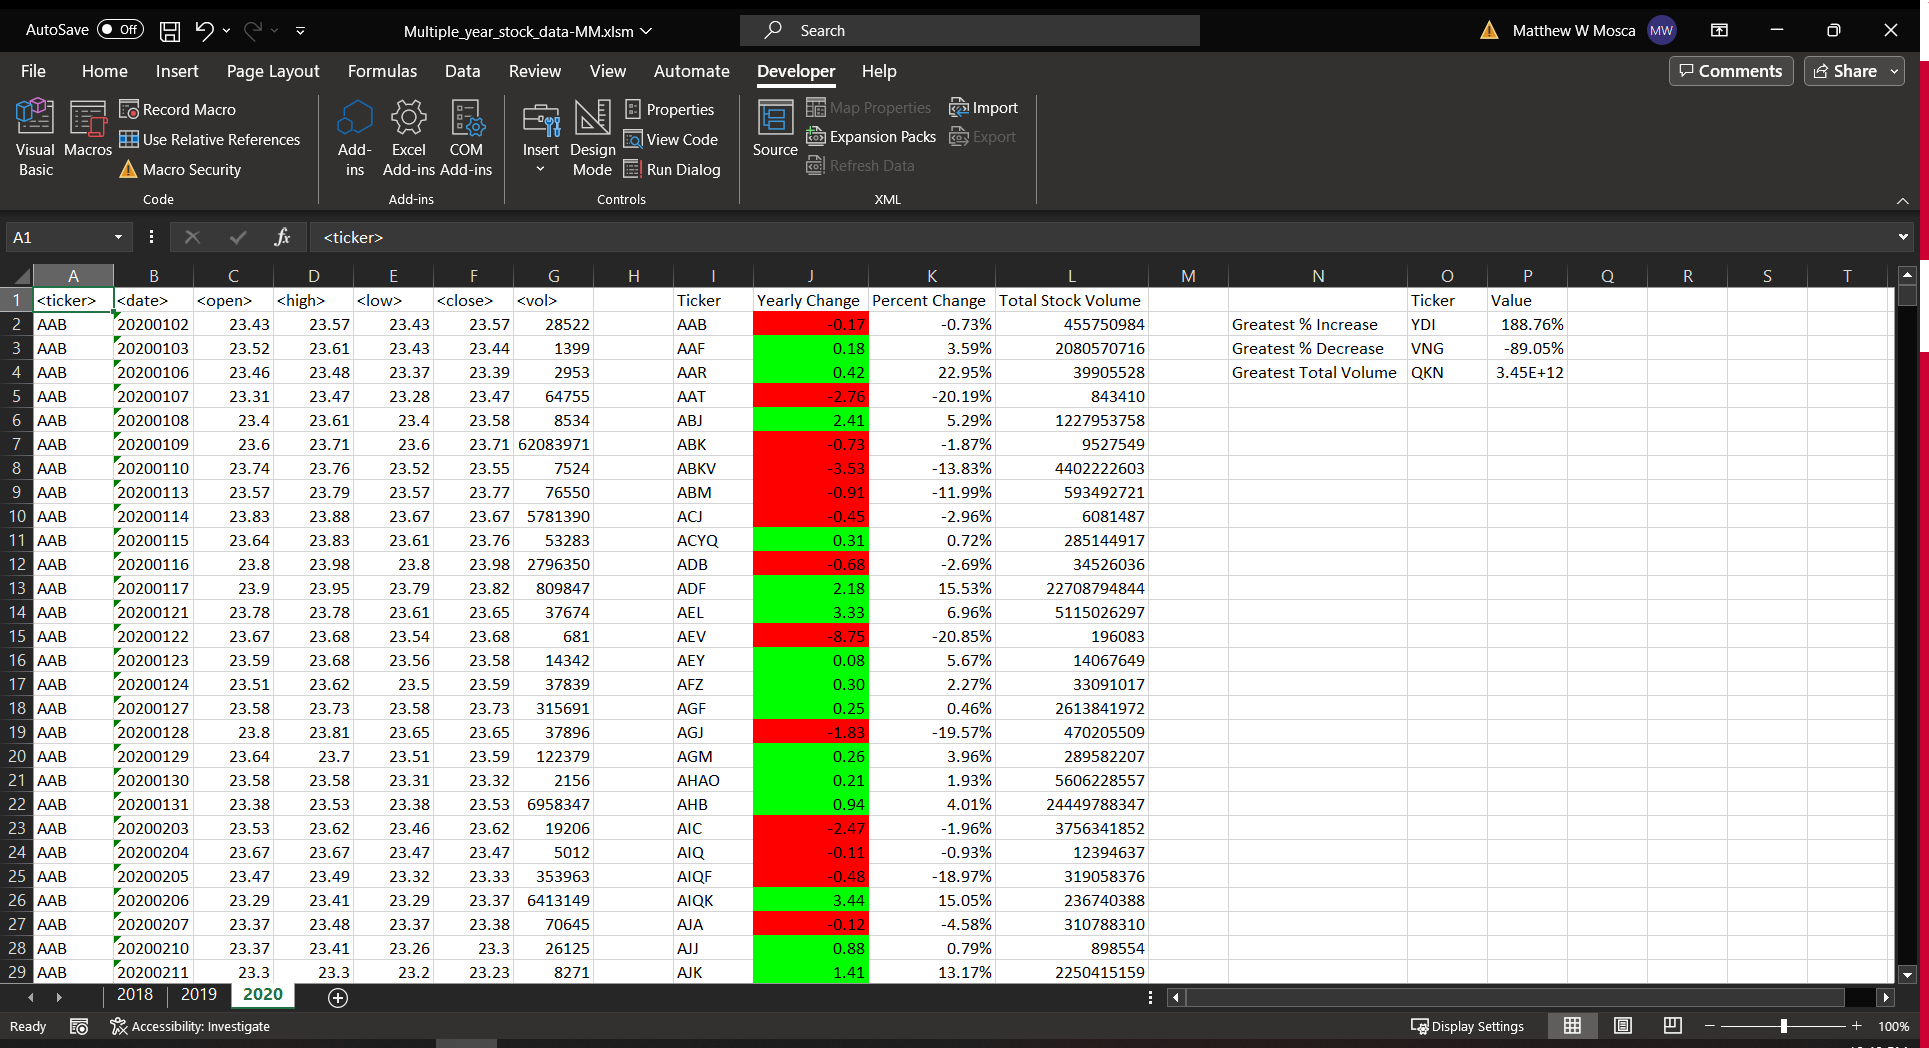 AutoSave Off Multiple_year_stock_data-MM.xlsm Search Matthew W Mosca MW
File Home Insert Page Layout Formulas Data Review View Automate Developer Help Comments Share
Visual Basic Macros Record Macro Use Relative References Macro Security
Add-ins Excel Add-ins COM Add-ins
Insert Design Mode Properties View Code Run Dialog
Source Map Properties Expansion Packs Refresh Data Import Export
Code Add-ins Controls XML
A1 fx <ticker>
A B C D E F G H I J K L M N O P Q R S T
1 <ticker> <date> <open> <high> <low> <close> <vol> Ticker Yearly Change Percent Change Total Stock Volume Ticker Value
2 AAB 20200102 23.43 23.57 23.43 23.57 28522 AAB -0.17 -0.73% 455750984 Greatest % Increase YDI 188.76%
3 AAB 20200103 23.52 23.61 23.43 23.44 1399 AAF 0.18 3.59% 2080570716 Greatest % Decrease VNG -89.05%
4 AAB 20200106 23.46 23.48 23.37 23.39 2953 AAR 0.42 22.95% 39905528 Greatest Total Volume QKN 3.45E+12
5 AAB 20200107 23.31 23.47 23.28 23.47 64755 AAT -2.76 -20.19% 843410
6 AAB 20200108 23.4 23.61 23.4 23.58 8534 ABJ 2.41 5.29% 1227953758
7 AAB 20200109 23.6 23.71 23.6 23.71 62083971 ABK -0.73 -1.87% 9527549
8 AAB 20200110 23.74 23.76 23.52 23.55 7524 ABKV -3.53 -13.83% 4402222603
9 AAB 20200113 23.57 23.79 23.57 23.77 76550 ABM -0.91 -11.99% 593492721
10 AAB 20200114 23.83 23.88 23.67 23.67 5781390 ACJ -0.45 -2.96% 6081487
11 AAB 20200115 23.64 23.83 23.61 23.76 53283 ACYQ 0.31 0.72% 285144917
12 AAB 20200116 23.8 23.98 23.8 23.98 2796350 ADB -0.68 -2.69% 34526036
13 AAB 20200117 23.9 23.95 23.79 23.82 809847 ADF 2.18 15.53% 22708794844
14 AAB 20200121 23.78 23.78 23.61 23.65 37674 AEL 3.33 6.96% 5115026297
15 AAB 20200122 23.67 23.68 23.54 23.68 681 AEV -8.75 -20.85% 196083
16 AAB 20200123 23.59 23.68 23.56 23.58 14342 AEY 0.08 5.67% 14067649
17 AAB 20200124 23.51 23.62 23.5 23.59 37839 AFZ 0.30 2.27% 33091017
18 AAB 20200127 23.58 23.73 23.58 23.73 315691 AGF 0.25 0.46% 2613841972
19 AAB 20200128 23.8 23.81 23.65 23.65 37896 AGJ -1.83 -19.57% 470205509
20 AAB 20200129 23.64 23.7 23.51 23.59 122379 AGM 0.26 3.96% 289582207
21 AAB 20200130 23.58 23.58 23.31 23.32 2156 AHAO 0.21 1.93% 5606228557
22 AAB 20200131 23.38 23.53 23.38 23.53 6958347 AHB 0.94 4.01% 24449788347
23 AAB 20200203 23.53 23.62 23.46 23.62 19206 AIC -2.47 -1.96% 3756341852
24 AAB 20200204 23.67 23.67 23.47 23.47 5012 AIQ -0.11 -0.93% 12394637
25 AAB 20200205 23.47 23.49 23.32 23.33 353963 AIQF -0.48 -18.97% 319058376
26 AAB 20200206 23.29 23.41 23.29 23.37 6413149 AIQK 3.44 15.05% 236740388
27 AAB 20200207 23.37 23.48 23.37 23.38 70645 AJA -0.12 -4.58% 310788310
28 AAB 20200210 23.37 23.41 23.26 23.3 26125 AJJ 0.88 0.79% 898554
29 AAB 20200211 23.3 23.3 23.2 23.23 8271 AJK 1.41 13.17% 2250415159
2018 2019 2020
Ready Accessibility: Investigate Display Settings 100%